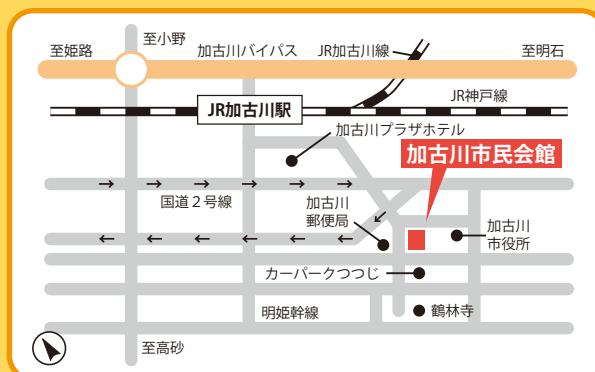 至小野
至姫路
加古川バイパス
JR加古川線
至明石
JR神戸線
JR加古川駅
加古川プラザホテル
加古川市民会館
国道２号線
加古川
郵便局
加古川
市役所
カーパークつつじ
明姫幹線
鶴林寺
至高砂